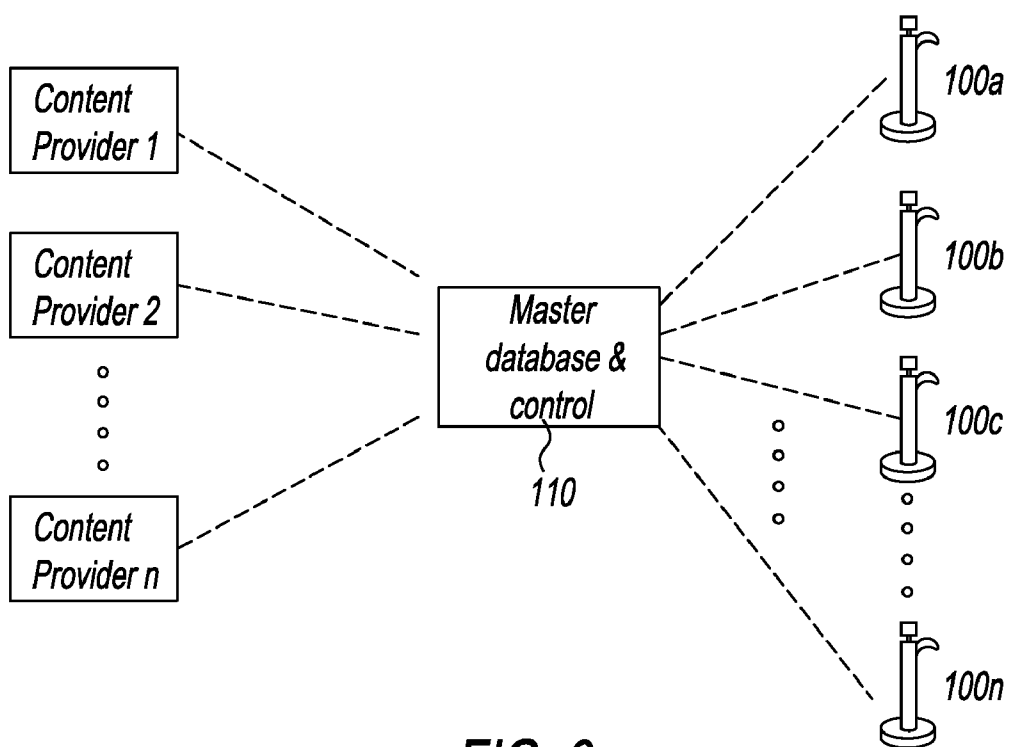 Content
Provider 1
Content
Provider 2
Content
Provider n
Master
database &
control
110
100a
100b
100c
100n